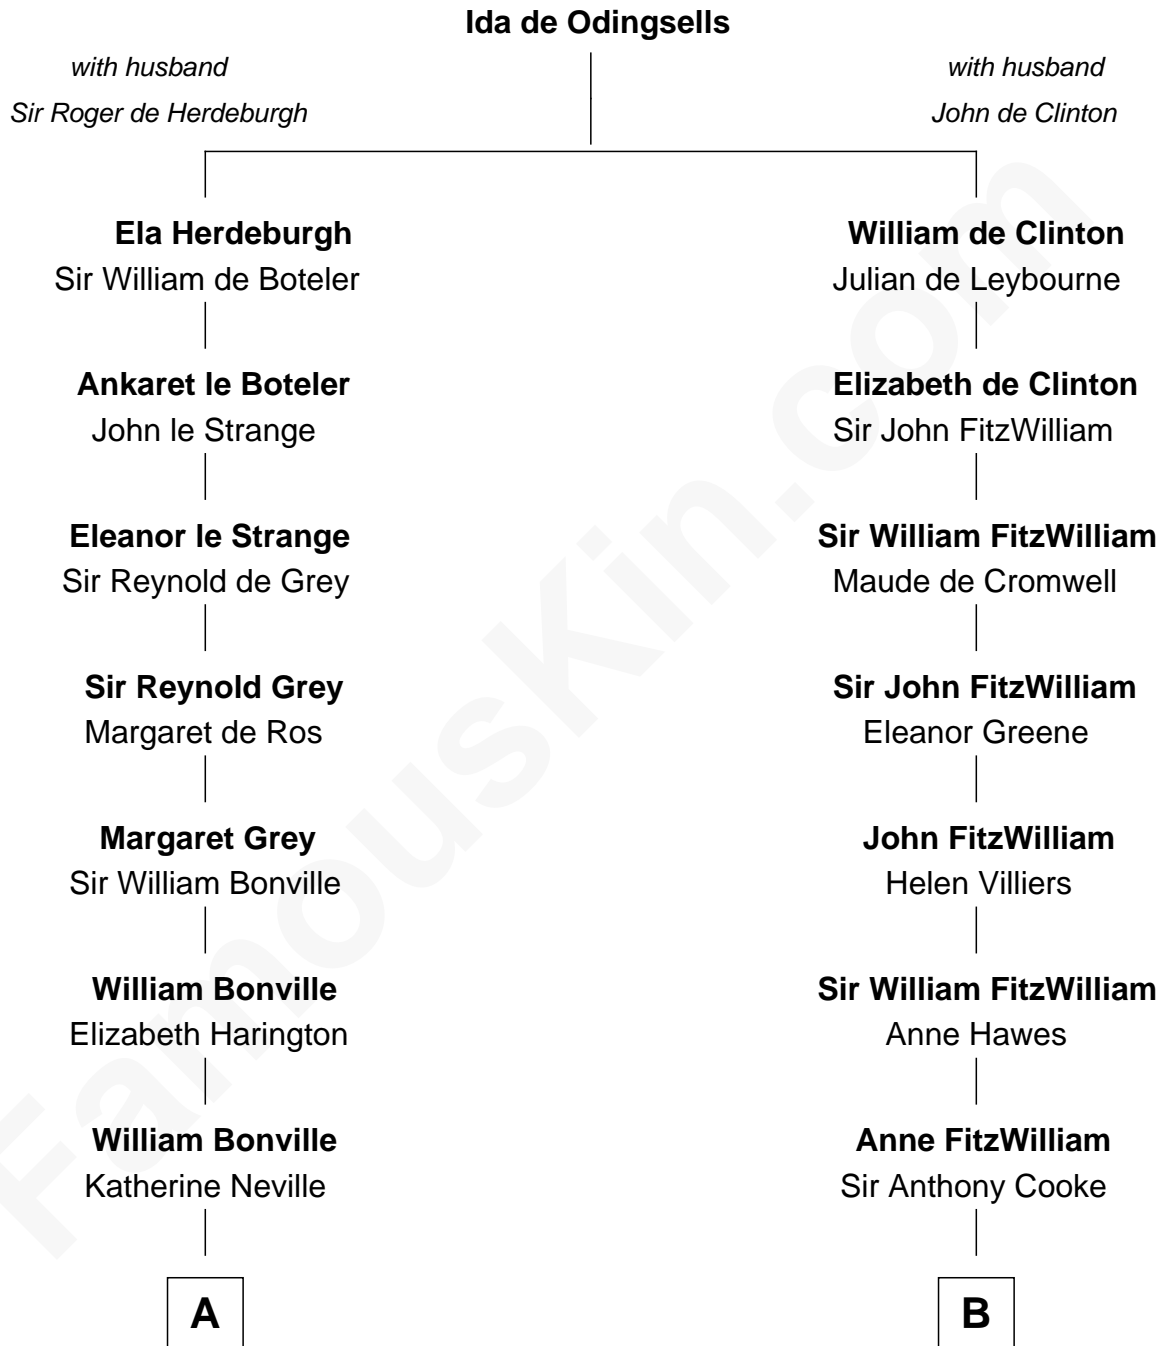 Ida de Odingsells
with husband
Sir Roger de Herdeburgh
with husband
John de Clinton
Ela Herdeburgh
Sir William de Boteler
William de Clinton
Julian de Leybourne
Ankaret le Boteler
John le Strange
Elizabeth de Clinton
Sir John FitzWilliam
Eleanor le Strange
Sir Reynold de Grey
Sir William FitzWilliam
Maude de Cromwell
Sir Reynold Grey
Margaret de Ros
Sir John FitzWilliam
Eleanor Greene
Margaret Grey
Sir William Bonville
John FitzWilliam
Helen Villiers
William Bonville
Elizabeth Harington
Sir William FitzWilliam
Anne Hawes
William Bonville
Katherine Neville
Anne FitzWilliam
Sir Anthony Cooke
A
B
FamousKin.com